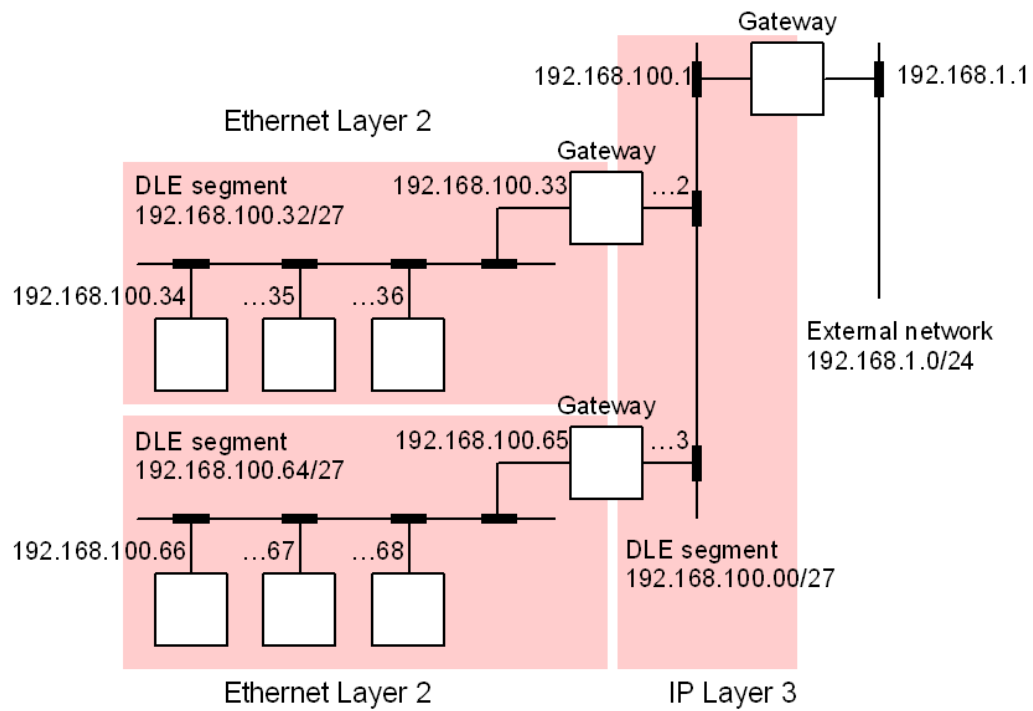 Gateway
192.168.100.1
192.168.1.1
Ethernet Layer 2
Gateway
DLE segment
192.168.100.32/27
192.168.100.33
...2
192.168.100.34
...35
...36
External network
192.168.1.0/24
Gateway
DLE segment
192.168.100.64/27
192.168.100.65
...3
192.168.100.66
...67
...68
DLE segment
192.168.100.00/27
Ethernet Layer 2
IP Layer 3